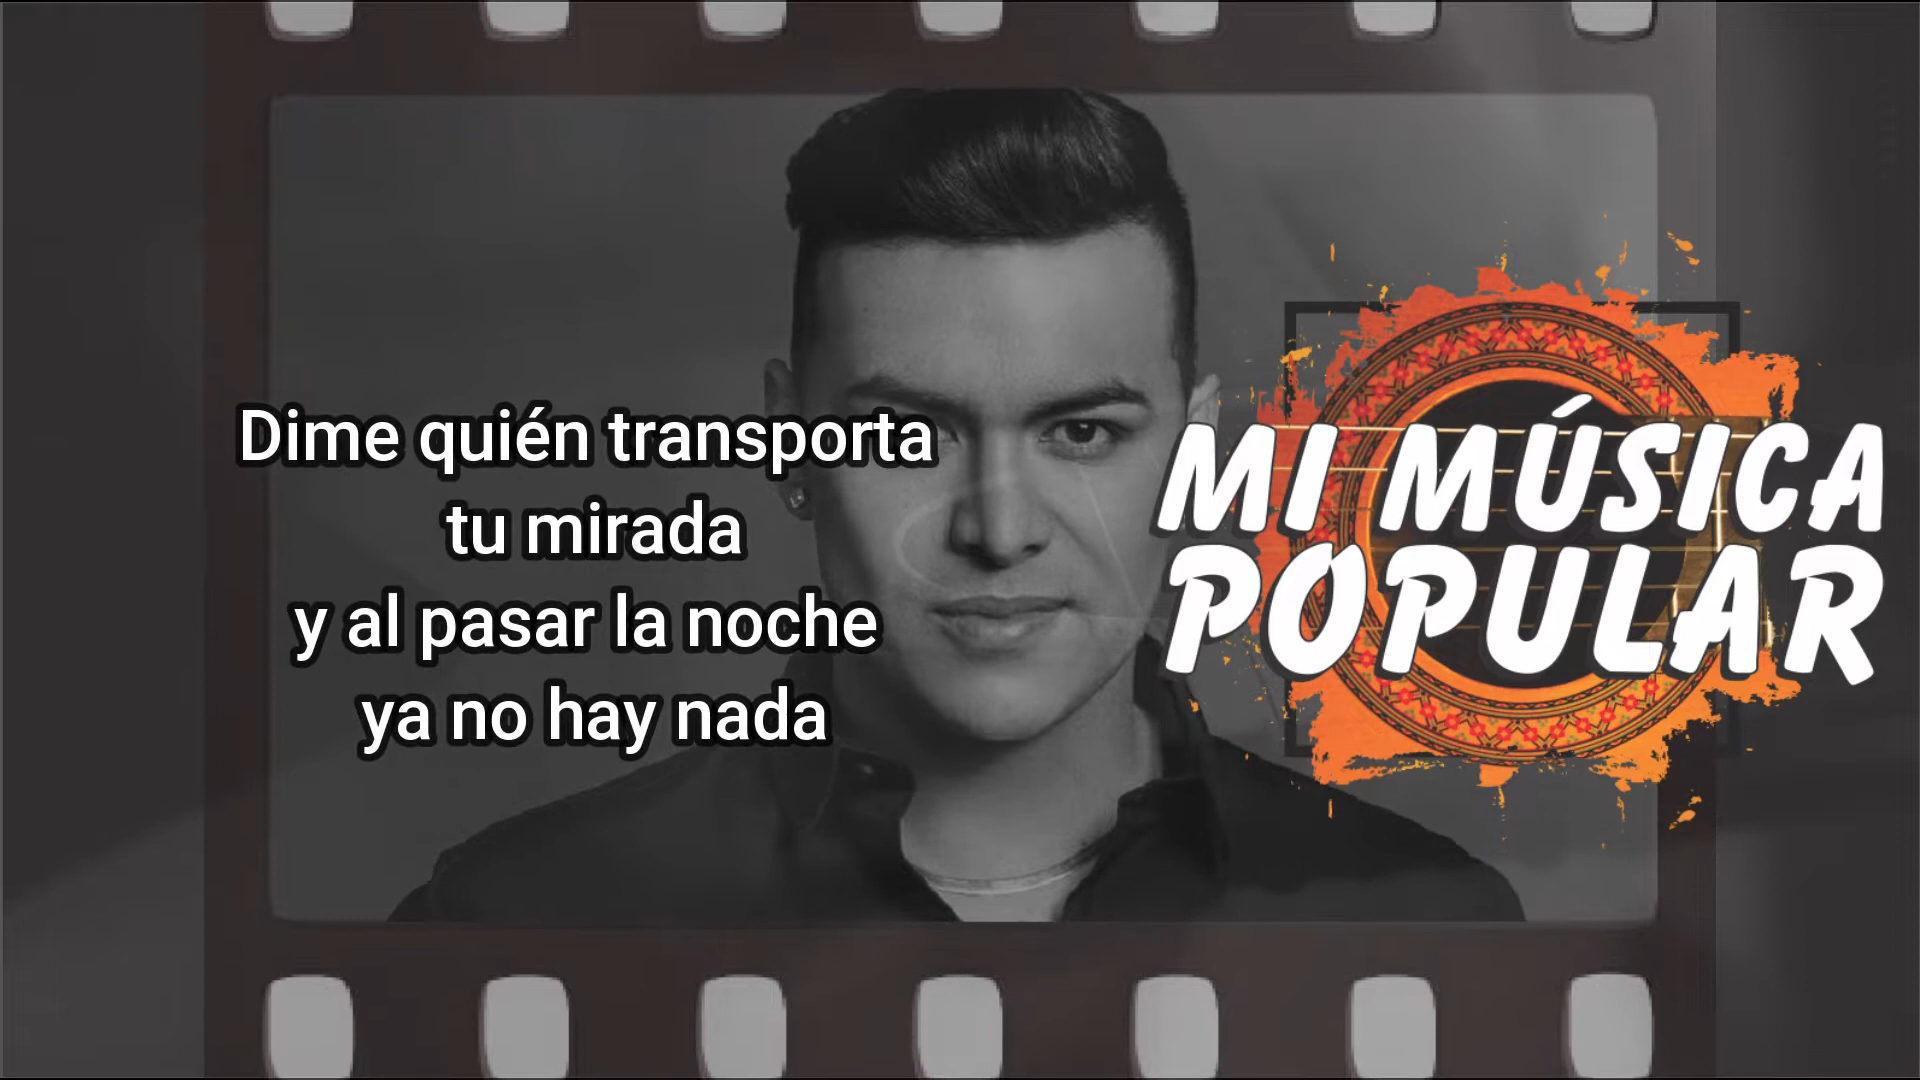 Dime quién transporta
tu mirada
y al pasar la noche
ya no hay nada
MI MÚSICA
POPULAR